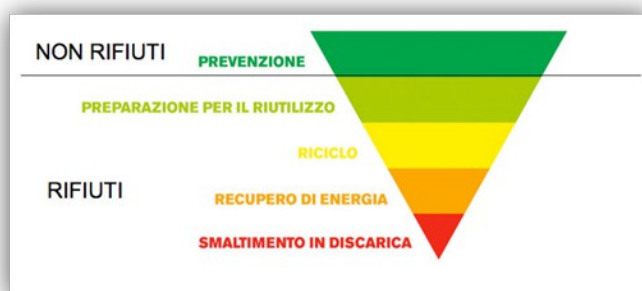 NON RIFIUTI
PREVENZIONE
PREPARAZIONE PER IL RIUTILIZZO
RICICLO
RIFIUTI
RECUPERO DI ENERGIA
SMALTIMENTO IN DISCARICA